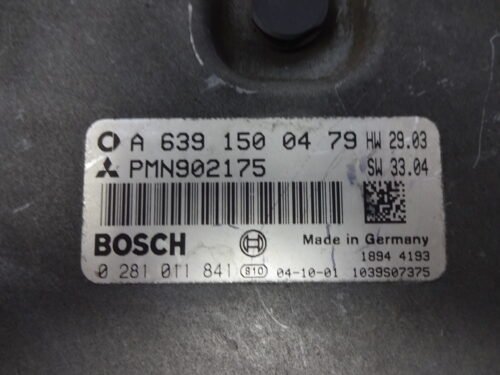 A 639 150 04 79 HW 29.03
PMN902175 SW 33.04
BOSCH Made in Germany
1894 4193
0 281 011 841 810 04-10-01 1039S07375